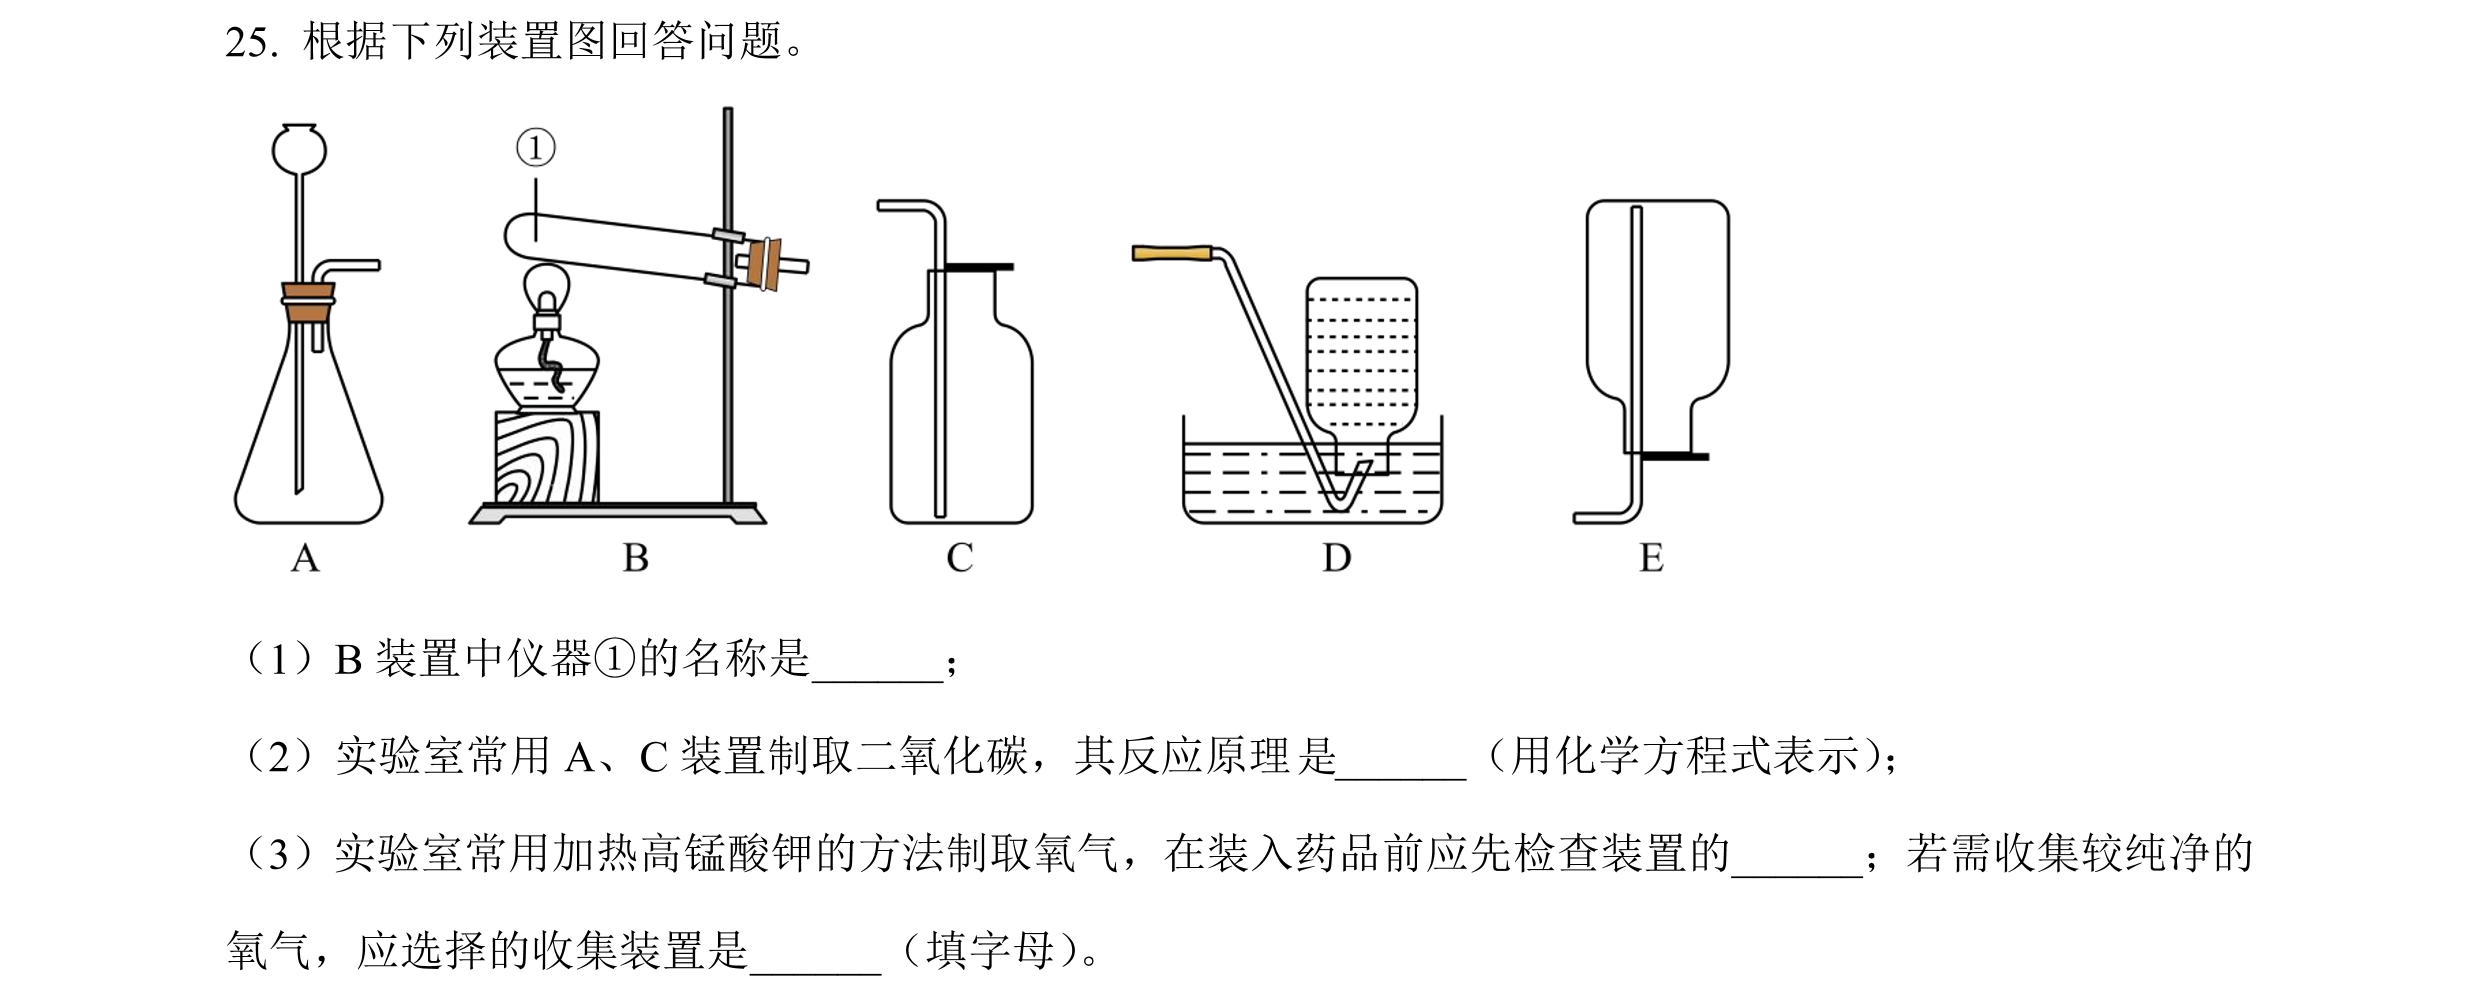 25. 根据下列装置图回答问题。
①
A B C D E
（1）B 装置中仪器①的名称是______；
（2）实验室常用 A、C 装置制取二氧化碳，其反应原理是______（用化学方程式表示）；
（3）实验室常用加热高锰酸钾的方法制取氧气，在装入药品前应先检查装置的______；若需收集较纯净的
氧气，应选择的收集装置是______（填字母）。